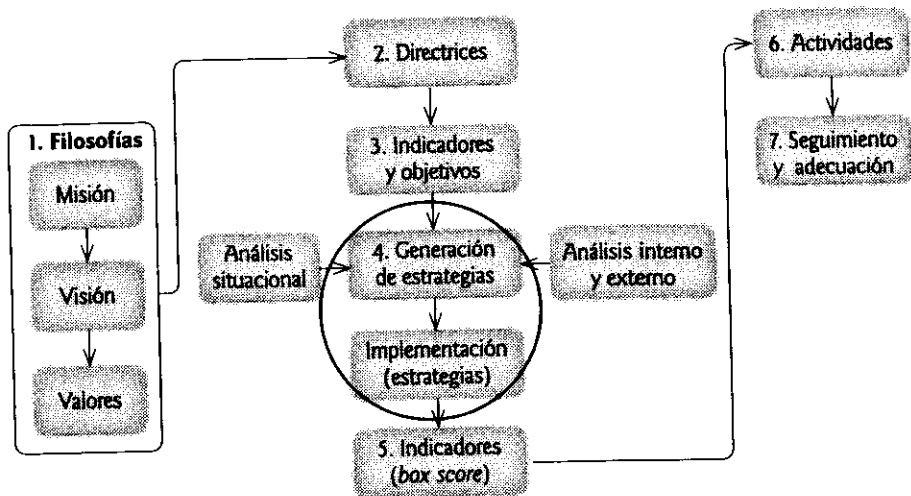 1. Filosofías
Misión
Visión
Valores
2. Directrices
3. Indicadores
y objetivos
Análisis
situacional
4. Generación
de estrategias
Análisis interno
y externo
Implementación
(estrategias)
5. Indicadores
(box score)
6. Actividades
7. Seguimiento
y adecuación